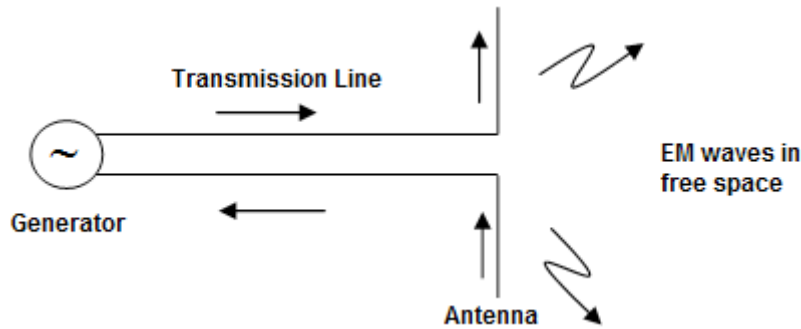 Transmission Line
~
EM waves in
free space
Generator
Antenna